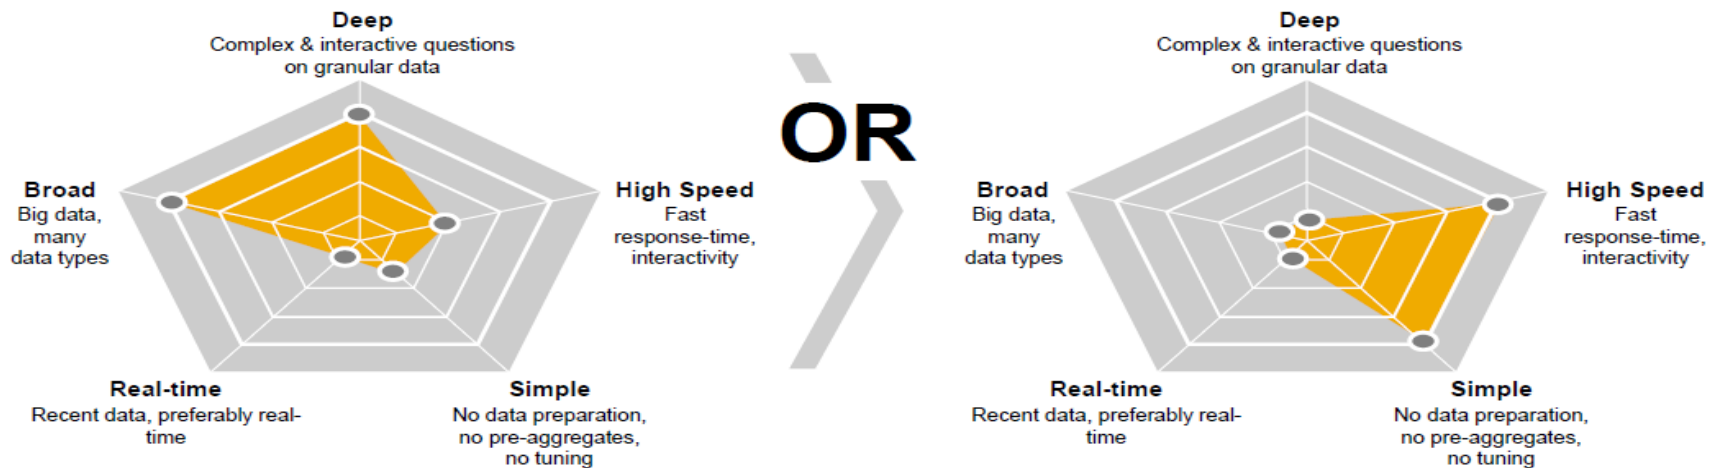 Deep
Complex & interactive questions
on granular data
Broad
Big data,
many
data types
High Speed
Fast
response-time,
interactivity
Real-time
Recent data, preferably real-
time
Simple
No data preparation,
no pre-aggregates,
no tuning
OR
Deep
Complex & interactive questions
on granular data
Broad
Big data,
many
data types
High Speed
Fast
response-time,
interactivity
Real-time
Recent data, preferably real-
time
Simple
No data preparation,
no pre-aggregates,
no tuning